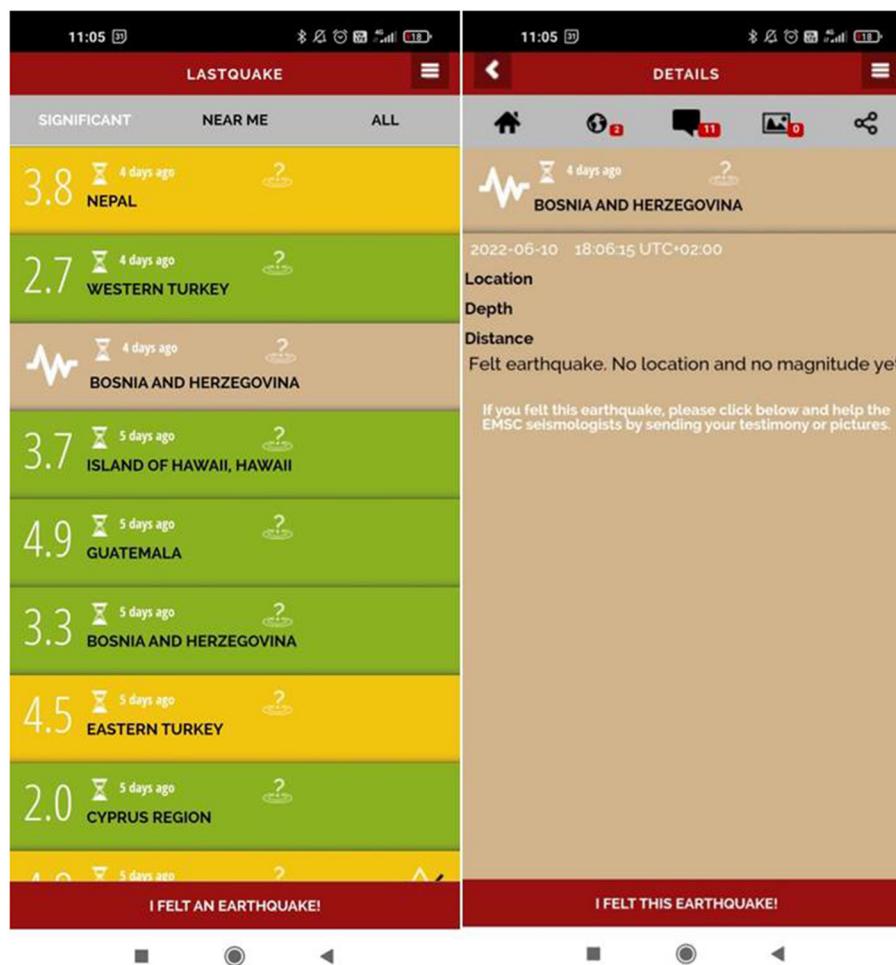 11:05 31
4G
18
LASTQUAKE
SIGNIFICANT NEAR ME ALL
3.8 4 days ago ?
NEPAL
2.7 4 days ago ?
WESTERN TURKEY
4 days ago ?
BOSNIA AND HERZEGOVINA
3.7 5 days ago ?
ISLAND OF HAWAII, HAWAII
4.9 5 days ago ?
GUATEMALA
3.3 5 days ago ?
BOSNIA AND HERZEGOVINA
4.5 5 days ago ?
EASTERN TURKEY
2.0 5 days ago ?
CYPRUS REGION
5 days ago ?
I FELT AN EARTHQUAKE!
11:05 31
4G
18
DETAILS
2 11 0
4 days ago ?
BOSNIA AND HERZEGOVINA
2022-06-10 18:06:15 UTC+02:00
Location
Depth
Distance
Felt earthquake. No location and no magnitude yet
If you felt this earthquake, please click below and help the
EMSC seismologists by sending your testimony or pictures.
I FELT THIS EARTHQUAKE!